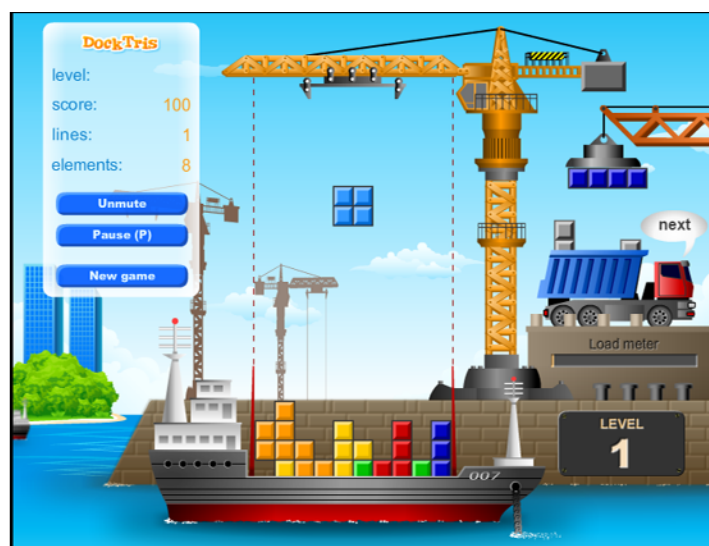 DockTris
level:
score: 100
lines: 1
elements: 8
Unmute
Pause (P)
New game
next
Load meter
LEVEL
1
007